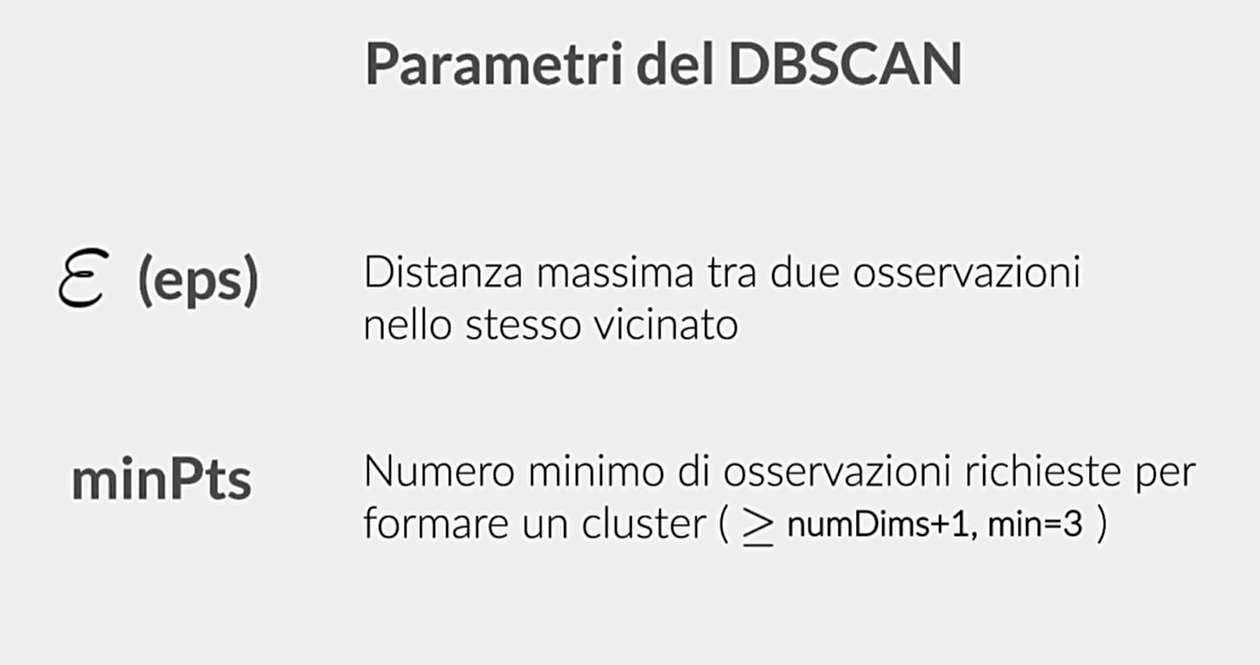 Parametri del DBSCAN
ℰ (eps)
Distanza massima tra due osservazioni
nello stesso vicinato
minPts
Numero minimo di osservazioni richieste per
formare un cluster ( ≥ numDims+1, min=3 )